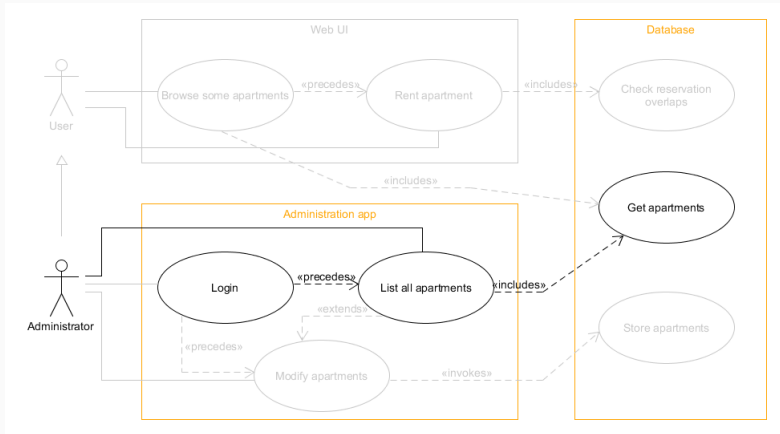 Web UI
Database
Browse some apartments
«precedes»
Rent apartment
«includes»
Check reservation
overlaps
User
«includes»
Get apartments
Administration app
Login
«precedes»
List all apartments
«includes»
Administrator
«extends»
Store apartments
«precedes»
Modify apartments
«invokes»